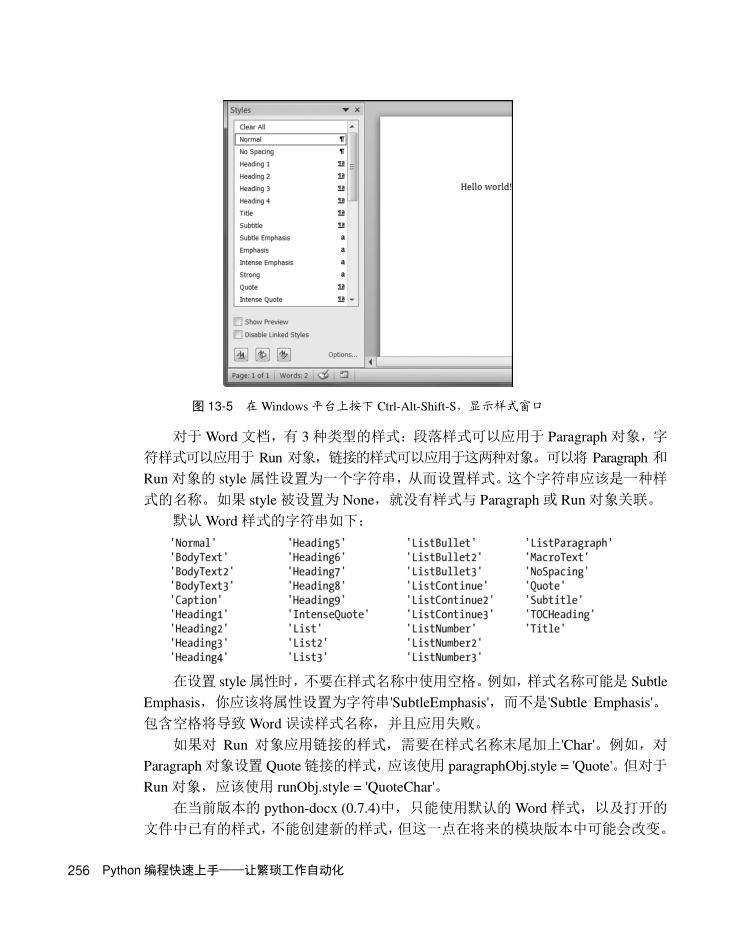 Styles
Clear All
Normal
No Spacing
Heading 1
Heading 2
Heading 3
Heading 4
Title
Subtitle
Subtle Emphasis
Emphasis
Intense Emphasis
Strong
Quote
Intense Quote
Show Preview
Disable Linked Styles
Options...
Page: 1 of 1 Words: 2
Hello world!
图 13-5 在 Windows 平台上按下 Ctrl-Alt-Shift-S，显示样式窗口
对于 Word 文档，有 3 种类型的样式：段落样式可以应用于 Paragraph 对象，字
符样式可以应用于 Run 对象，链接的样式可以应用于这两种对象。可以将 Paragraph 和
Run 对象的 style 属性设置为一个字符串，从而设置样式。这个字符串应该是一种样
式的名称。如果 style 被设置为 None，就没有样式与 Paragraph 或 Run 对象关联。
默认 Word 样式的字符串如下：
'Normal' 'Heading5' 'ListBullet' 'ListParagraph'
'BodyText' 'Heading6' 'ListBullet2' 'MacroText'
'BodyText2' 'Heading7' 'ListBullet3' 'NoSpacing'
'BodyText3' 'Heading8' 'ListContinue' 'Quote'
'Caption' 'Heading9' 'ListContinue2' 'Subtitle'
'Heading1' 'IntenseQuote' 'ListContinue3' 'TOCHeading'
'Heading2' 'List' 'ListNumber' 'Title'
'Heading3' 'List2' 'ListNumber2'
'Heading4' 'List3' 'ListNumber3'
在设置 style 属性时，不要在样式名称中使用空格。例如，样式名称可能是 Subtle
Emphasis，你应该将属性设置为字符串'SubtleEmphasis'，而不是'Subtle Emphasis'。
包含空格将导致 Word 误读样式名称，并且应用失败。
如果对 Run 对象应用链接的样式，需要在样式名称末尾加上'Char'。例如，对
Paragraph 对象设置 Quote 链接的样式，应该使用 paragraphObj.style = 'Quote'。但对于
Run 对象，应该使用 runObj.style = 'QuoteChar'。
在当前版本的 python-docx (0.7.4)中，只能使用默认的 Word 样式，以及打开的
文件中已有的样式，不能创建新的样式，但这一点在将来的模块版本中可能会改变。
256 Python 编程快速上手——让繁琐工作自动化